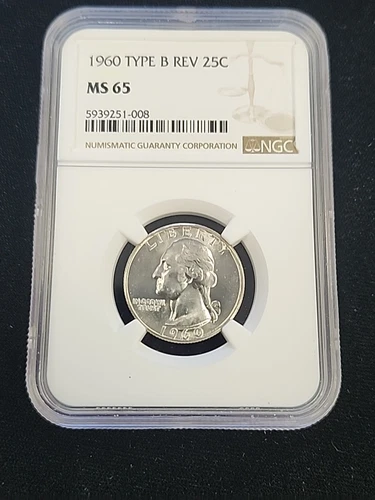 1960 TYPE B REV 25C
MS 65
5939251-008
NUMISMATIC GUARANTY CORPORATION
NGC
LIBERTY
IN GOD WE
TRUST
1960